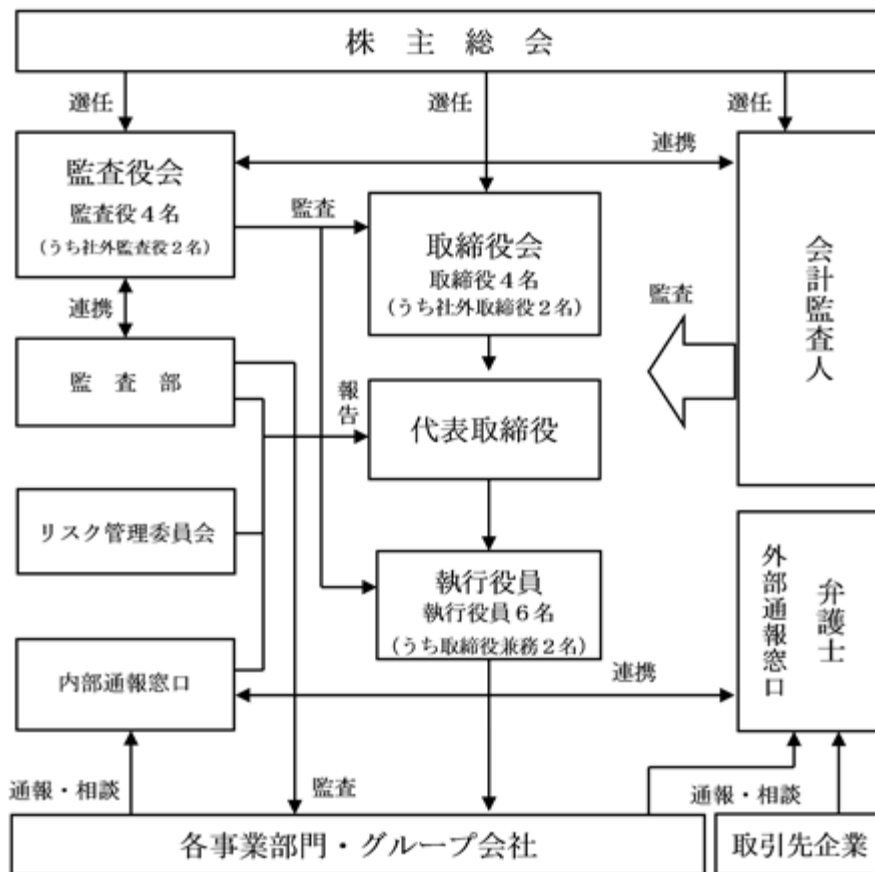 株主総会
選任
選任
選任
監査役会
監査役4名
(うち社外監査役2名)
連携
監査
取締役会
取締役4名
(うち社外取締役2名)
会計監査人
監査
連携
監査部
報告
代表取締役
リスク管理委員会
執行役員
執行役員6名
(うち取締役兼務2名)
弁護士
外部通報窓口
内部通報窓口
連携
通報・相談
監査
通報・相談
各事業部門・グループ会社
取引先企業